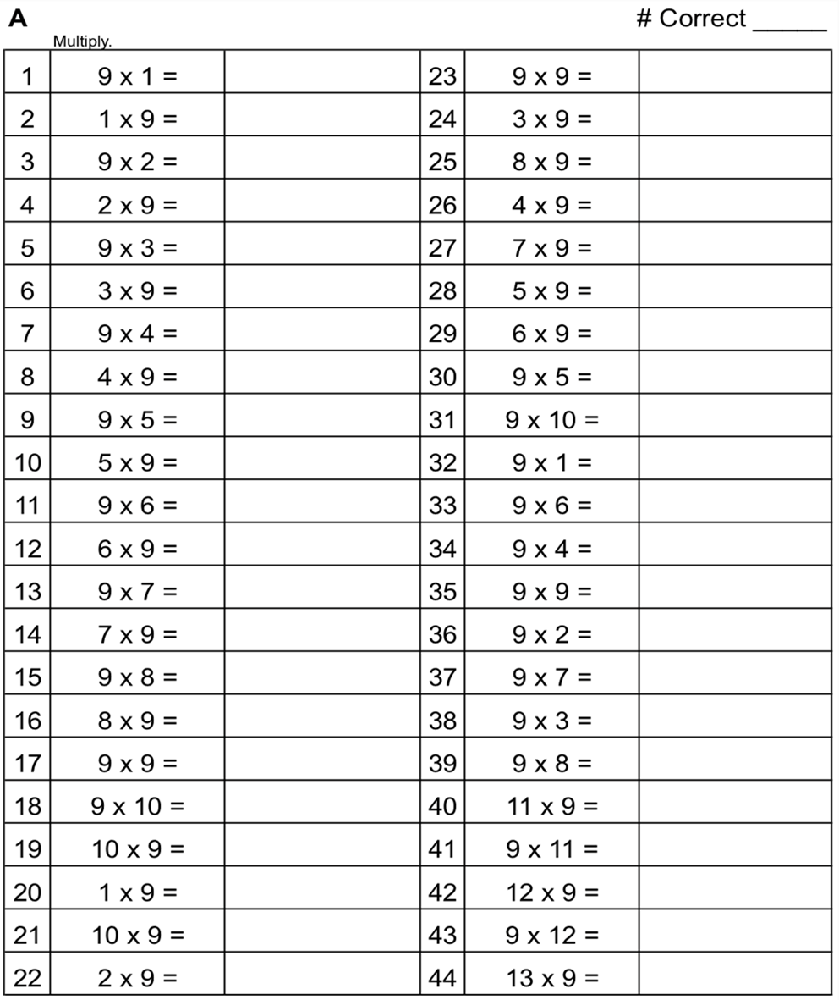 A # Correct _____
Multiply.
1 9 x 1 = 23 9 x 9 =
2 1 x 9 = 24 3 x 9 =
3 9 x 2 = 25 8 x 9 =
4 2 x 9 = 26 4 x 9 =
5 9 x 3 = 27 7 x 9 =
6 3 x 9 = 28 5 x 9 =
7 9 x 4 = 29 6 x 9 =
8 4 x 9 = 30 9 x 5 =
9 9 x 5 = 31 9 x 10 =
10 5 x 9 = 32 9 x 1 =
11 9 x 6 = 33 9 x 6 =
12 6 x 9 = 34 9 x 4 =
13 9 x 7 = 35 9 x 9 =
14 7 x 9 = 36 9 x 2 =
15 9 x 8 = 37 9 x 7 =
16 8 x 9 = 38 9 x 3 =
17 9 x 9 = 39 9 x 8 =
18 9 x 10 = 40 11 x 9 =
19 10 x 9 = 41 9 x 11 =
20 1 x 9 = 42 12 x 9 =
21 10 x 9 = 43 9 x 12 =
22 2 x 9 = 44 13 x 9 =